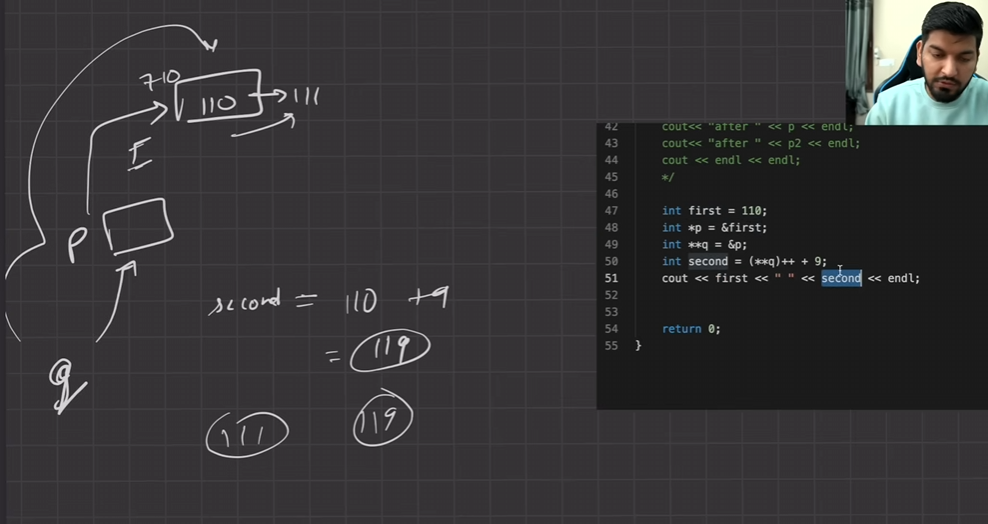 710
110
111
F
p
second = 110 +9
= 119
q
111 119
42 cout<< "after " << p << endl;
43 cout<< "after " << p2 << endl;
44 cout << endl << endl;
45 */
46
47 int first = 110;
48 int *p = &first;
49 int **q = &p;
50 int second = (**q)++ + 9;
51 cout << first << " " << second << endl;
52
53
54 return 0;
55 }